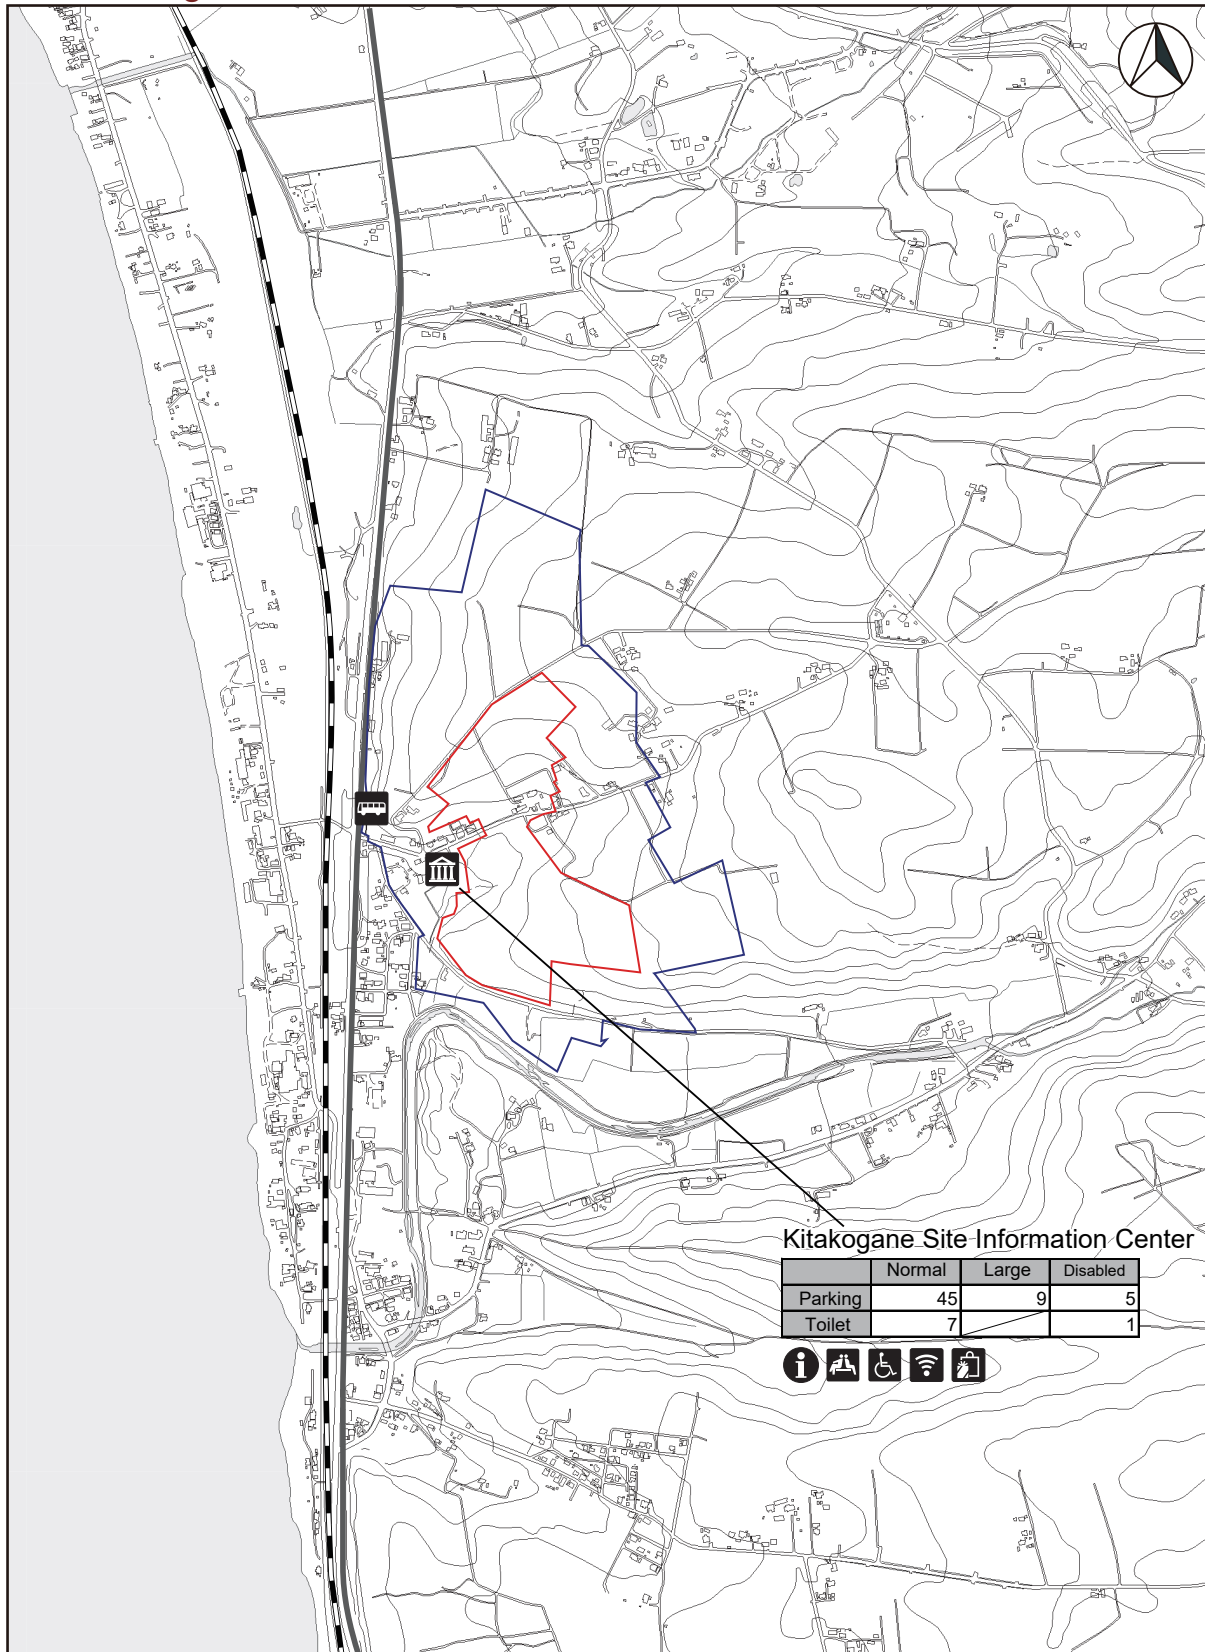 Kitakogane Site Information Center
Normal Large Disabled
Parking 45 9 5
Toilet 7 1